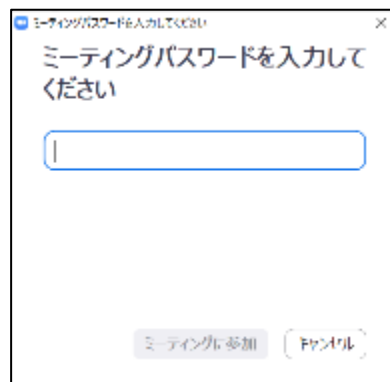 ミーティングパスワードを入力してください
ミーティングパスワードを入力して
ください
ミーティングに参加
キャンセル